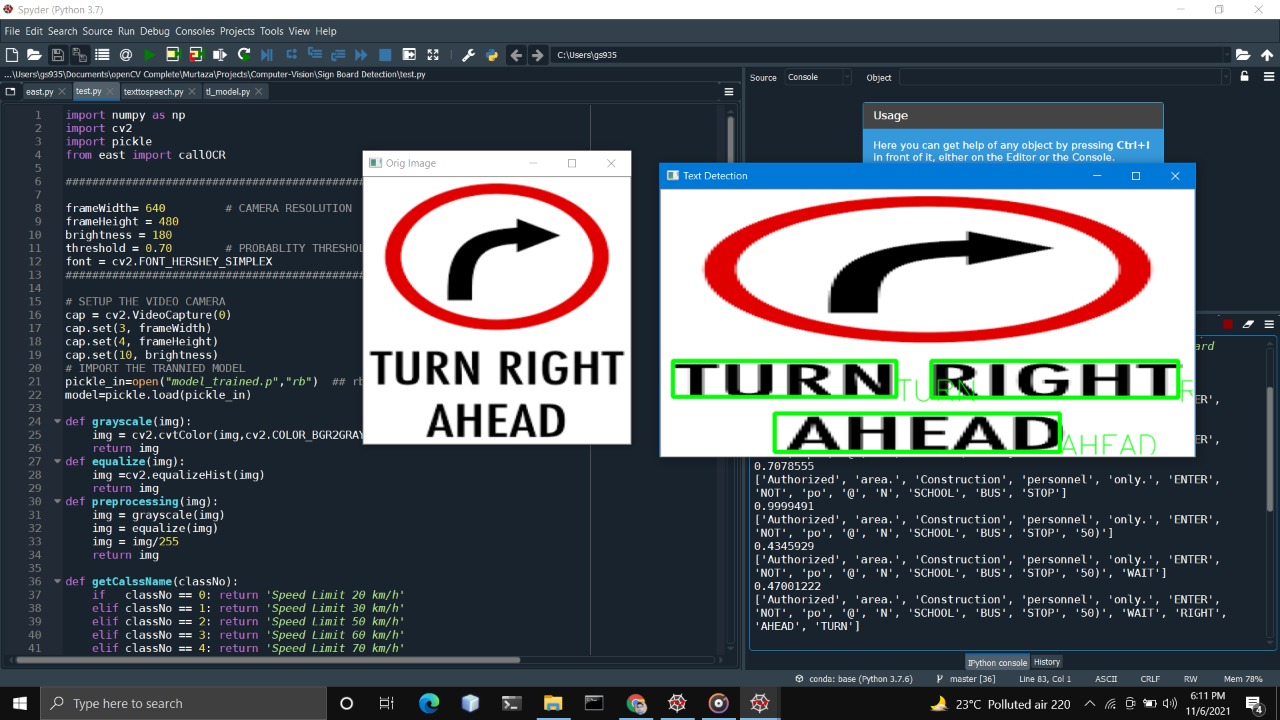 Spyder (Python 3.7)
File Edit Search Source Run Debug Consoles Projects Tools View Help
C:\Users\gs935
...\Users\gs935\Documents\openCV Complete\Murtaza\Projects\Computer-Vision\Sign Board Detection\test.py
east.py test.py texttospeech.py tl_model.py
1 import numpy as np
2 import cv2
3 import pickle
4 from east import callOCR
5
6 #############################################
7
8 frameWidth= 640 # CAMERA RESOLUTION
9 frameHeight = 480
10 brightness = 180
11 threshold = 0.70 # PROBABLITY THRESHOL
12 font = cv2.FONT_HERSHEY_SIMPLEX
13 #############################################
14
15 # SETUP THE VIDEO CAMERA
16 cap = cv2.VideoCapture(0)
17 cap.set(3, frameWidth)
18 cap.set(4, frameHeight)
19 cap.set(10, brightness)
20 # IMPORT THE TRANNIED MODEL
21 pickle_in=open("model_trained.p","rb") ## rb
22 model=pickle.load(pickle_in)
23
24 def grayscale(img):
25 img = cv2.cvtColor(img,cv2.COLOR_BGR2GRAY
26 return img
27 def equalize(img):
28 img =cv2.equalizeHist(img)
29 return img
30 def preprocessing(img):
31 img = grayscale(img)
32 img = equalize(img)
33 img = img/255
34 return img
35
36 def getCalssName(classNo):
37 if classNo == 0: return 'Speed Limit 20 km/h'
38 elif classNo == 1: return 'Speed Limit 30 km/h'
39 elif classNo == 2: return 'Speed Limit 50 km/h'
40 elif classNo == 3: return 'Speed Limit 60 km/h'
41 elif classNo == 4: return 'Speed Limit 70 km/h'
Orig Image
TURN RIGHT
AHEAD
Source Console Object
Usage
Here you can get help of any object by pressing Ctrl+I
in front of it, either on the Editor or the Console.
Text Detection
TURN TURN RIGHT R
AHEAD AHEAD
ard
ER',
ER',
0.7078555
['Authorized', 'area.', 'Construction', 'personnel', 'only.', 'ENTER',
'NOT', 'po', '@', 'N', 'SCHOOL', 'BUS', 'STOP']
0.9999491
['Authorized', 'area.', 'Construction', 'personnel', 'only.', 'ENTER',
'NOT', 'po', '@', 'N', 'SCHOOL', 'BUS', 'STOP', '50)']
0.4345929
['Authorized', 'area.', 'Construction', 'personnel', 'only.', 'ENTER',
'NOT', 'po', '@', 'N', 'SCHOOL', 'BUS', 'STOP', '50)', 'WAIT']
0.47001222
['Authorized', 'area.', 'Construction', 'personnel', 'only.', 'ENTER',
'NOT', 'po', '@', 'N', 'SCHOOL', 'BUS', 'STOP', '50)', 'WAIT', 'RIGHT',
'AHEAD', 'TURN']
IPython console History
conda: base (Python 3.7.6) master [36] Line 83, Col 1 ASCII CRLF RW Mem 78%
Type here to search
23°C Polluted air 220
6:11 PM
11/6/2021
4